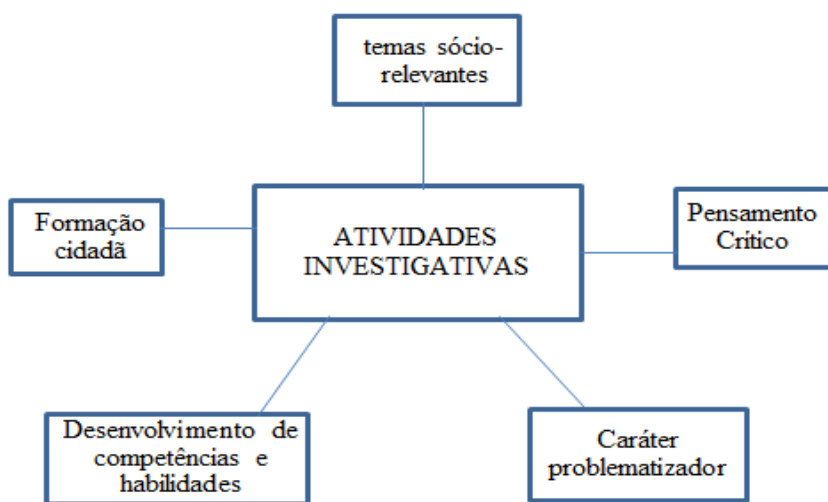 temas sócio-
relevantes
Formação
cidadã
ATIVIDADES
INVESTIGATIVAS
Pensamento
Crítico
Desenvolvimento de
competências e
habilidades
Caráter
problematizador